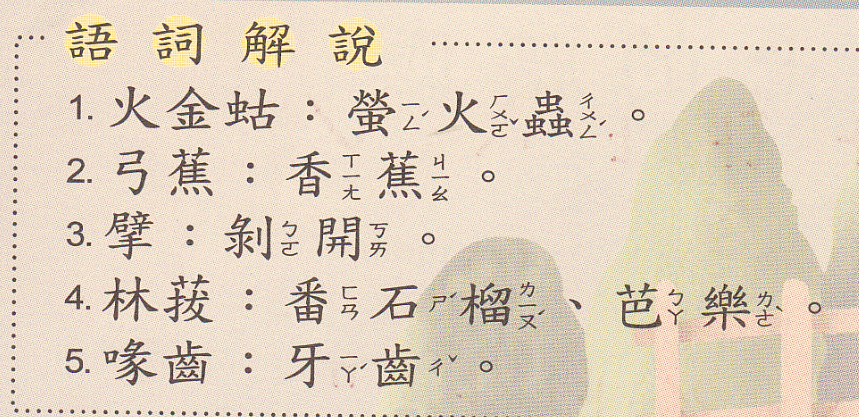 語詞解說
1. 火金蛄：螢ㄧㄥˊ火ㄏㄨㄛˇ蟲ㄔㄨㄥˊ。
2. 弓蕉：香ㄒㄧㄤ蕉ㄐㄧㄠ。
3. 擘：剝ㄅㄛ開ㄎㄞ。
4. 林菝：番ㄈㄢ石ㄕˊ榴ㄌㄧㄡˊ、芭ㄅㄚ樂ㄌㄜˋ。
5. 喙齒：牙ㄧㄚˊ齒ㄔˇ。